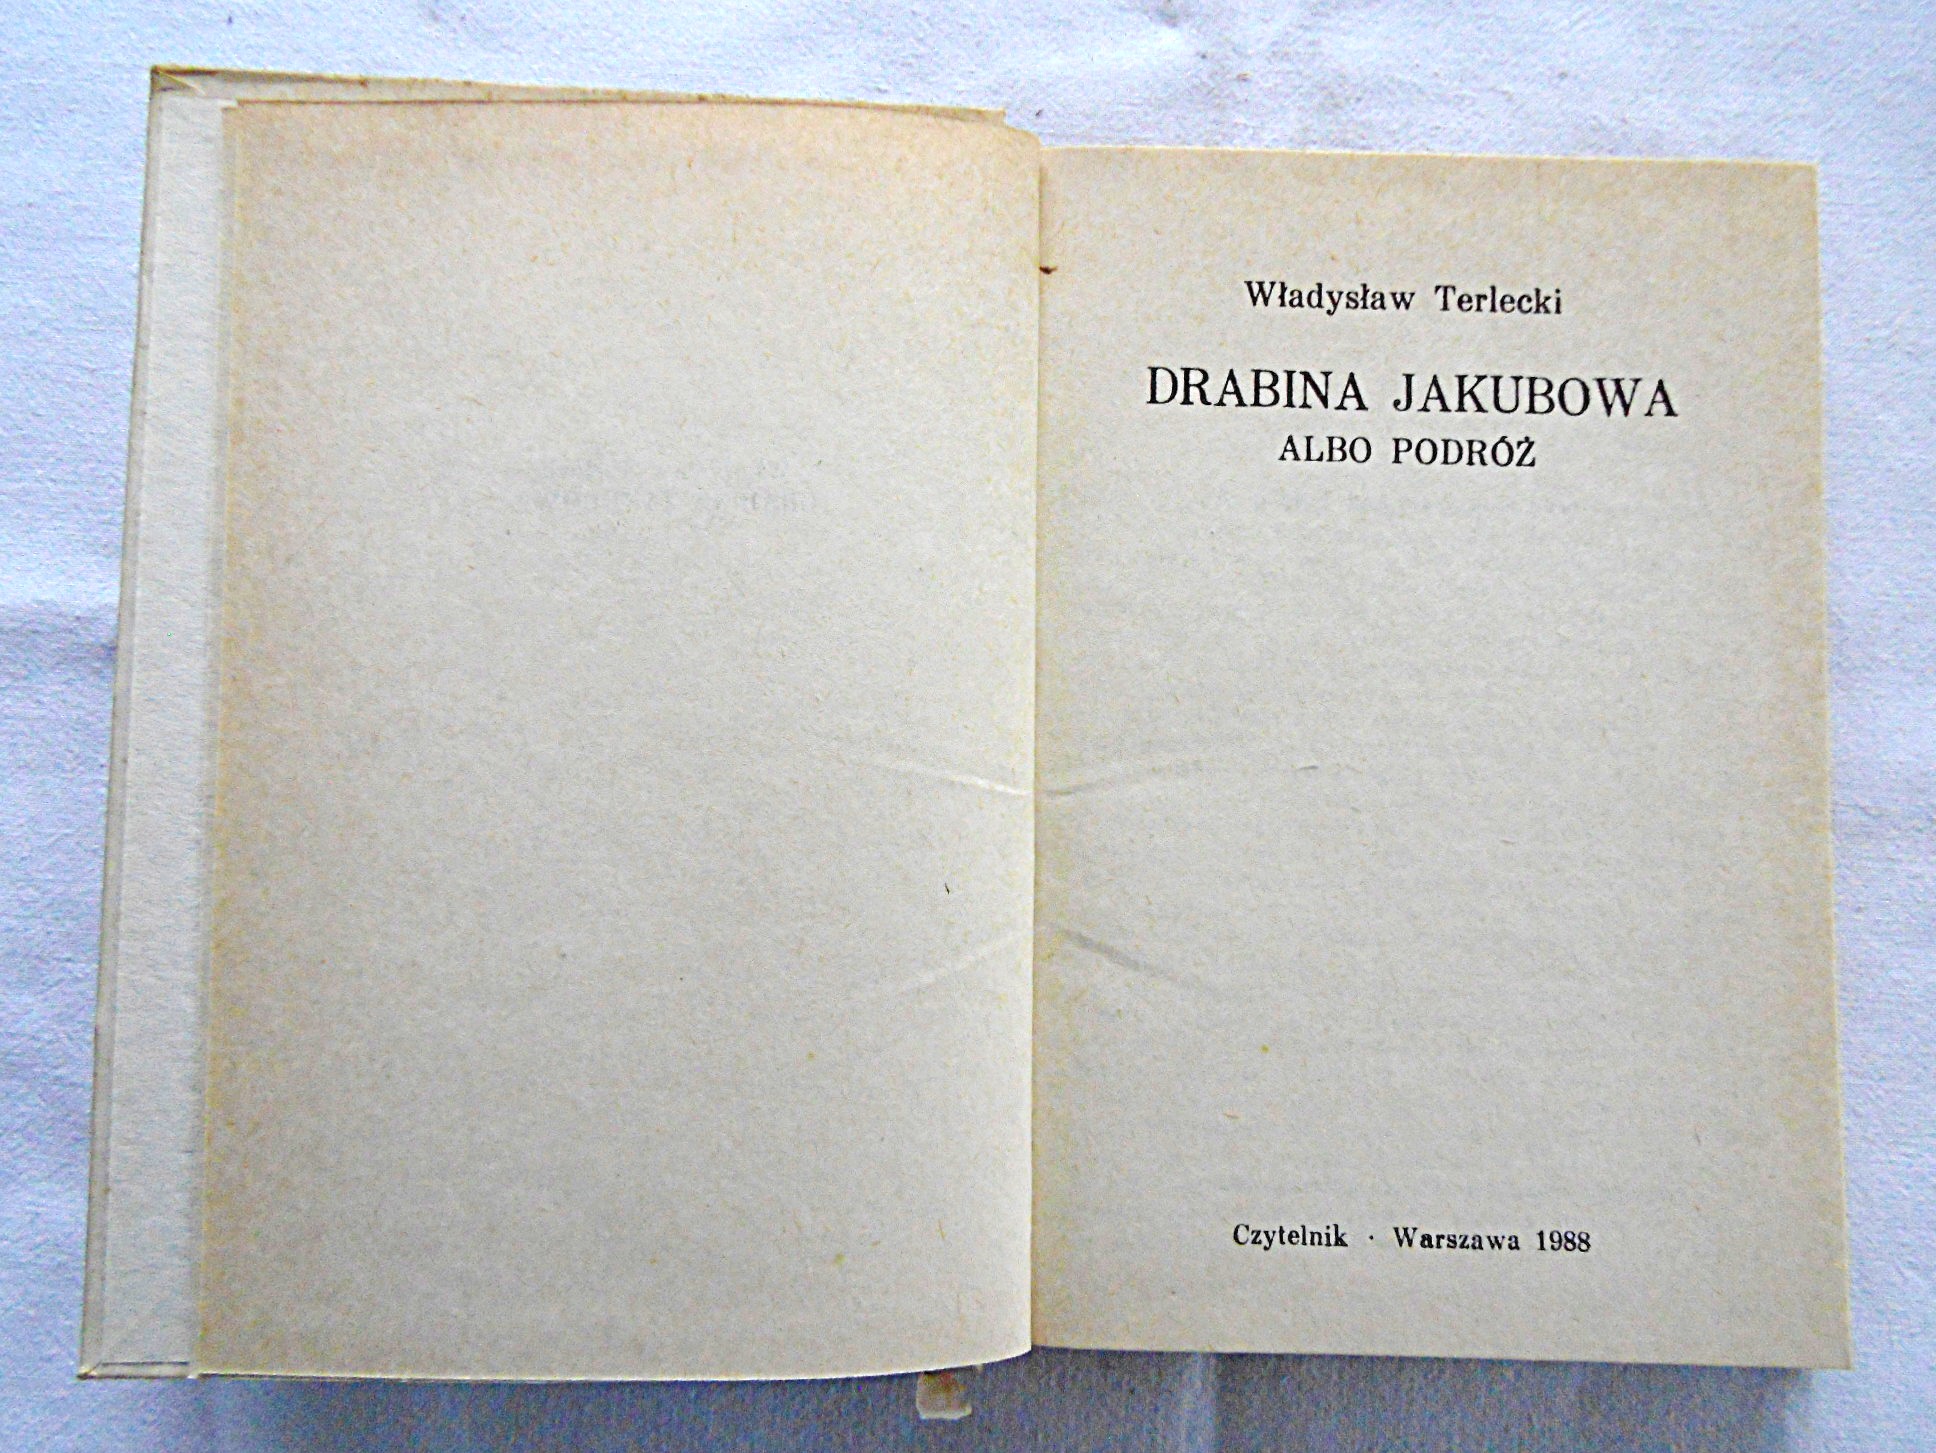 Władysław Terlecki
DRABINA JAKUBOWA
ALBO PODRÓŻ
Czytelnik · Warszawa 1988